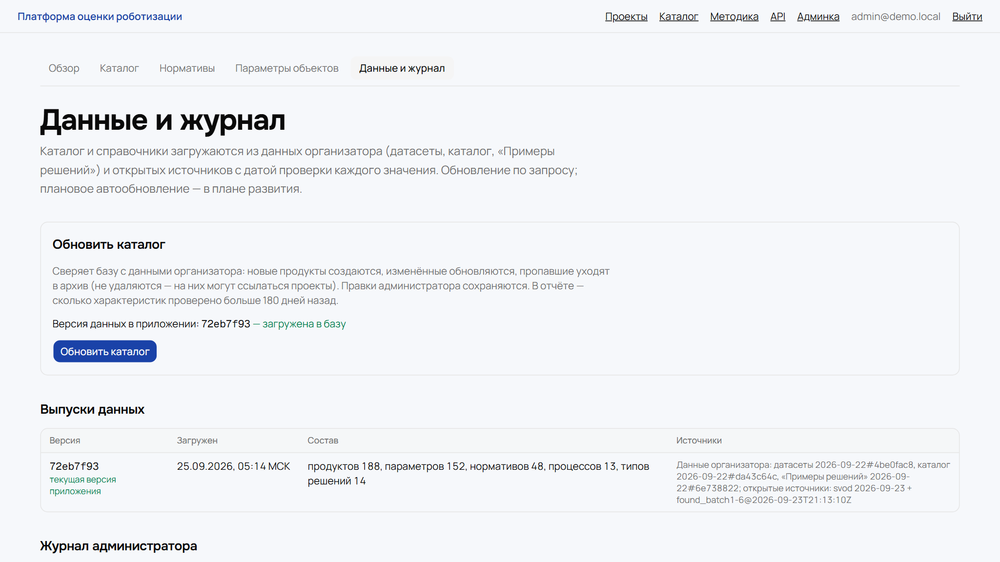 Платформа оценки роботизации
Проекты Каталог Методика API Админка admin@demo.local Выйти
Обзор Каталог Нормативы Параметры объектов Данные и журнал
Данные и журнал
Каталог и справочники загружаются из данных организатора (датасеты, каталог, «Примеры
решений») и открытых источников с датой проверки каждого значения. Обновление по запросу;
плановое автообновление — в плане развития.
Обновить каталог
Сверяет базу с данными организатора: новые продукты создаются, изменённые обновляются, пропавшие уходят
в архив (не удаляются — на них могут ссылаться проекты). Правки администратора сохраняются. В отчёте —
сколько характеристик проверено больше 180 дней назад.
Версия данных в приложении: 72eb7f93 — загружена в базу
Обновить каталог
Выпуски данных
Версия Загружен Состав Источники
72eb7f93
текущая версия
приложения
25.09.2026, 05:14 МСК
продуктов 188, параметров 152, нормативов 48, процессов 13, типов
решений 14
Данные организатора: датасеты 2026-09-22#4be0fac8, каталог
2026-09-22#da43c64c, «Примеры решений» 2026-09-
22#6e738822; открытые источники: svod 2026-09-23 +
found_batch1-6@2026-09-23T21:13:10Z
Журнал администратора